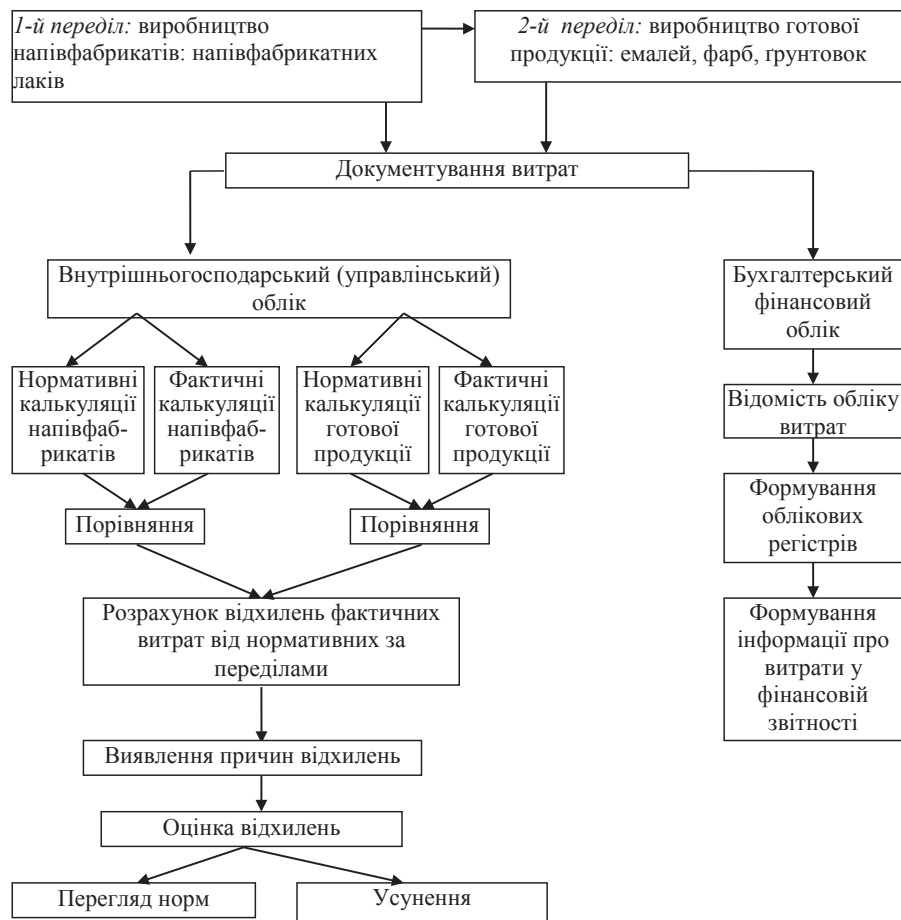 1-й переділ: виробництво
напівфабрикатів: напівфабрикатних
лаків
2-й переділ: виробництво готової
продукції: емалей, фарб, ґрунтовок
Документування витрат
Внутрішньогосподарський (управлінський)
облік
Бухгалтерський
фінансовий
облік
Нормативні
калькуляції
напівфаб-
рикатів
Фактичні
калькуляції
напівфаб-
рикатів
Нормативні
калькуляції
готової
продукції
Фактичні
калькуляції
готової
продукції
Відомість обліку
витрат
Порівняння
Порівняння
Формування
облікових
регістрів
Розрахунок відхилень фактичних
витрат від нормативних за
переділами
Формування
інформації про
витрати у
фінансовій
звітності
Виявлення причин відхилень
Оцінка відхилень
Перегляд норм
Усунення